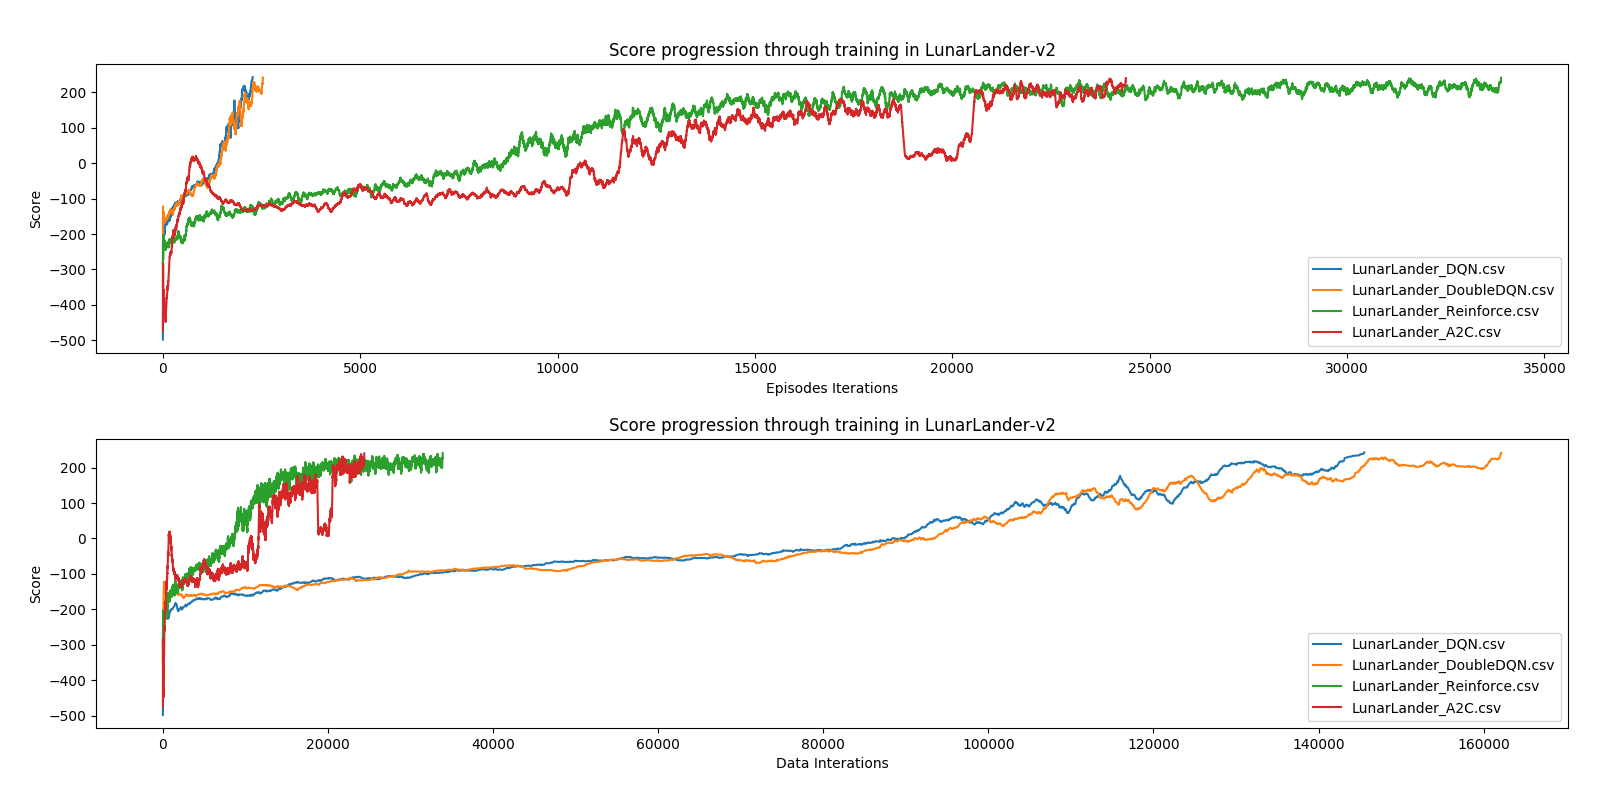 Score progression through training in LunarLander-v2
200
100
0
−100
−200
−300
−400
−500
Score
0 5000 10000 15000 20000 25000 30000 35000
Episodes Iterations
LunarLander_DQN.csv
LunarLander_DoubleDQN.csv
LunarLander_Reinforce.csv
LunarLander_A2C.csv
Score progression through training in LunarLander-v2
200
100
0
−100
−200
−300
−400
−500
Score
0 20000 40000 60000 80000 100000 120000 140000 160000
Data Interations
LunarLander_DQN.csv
LunarLander_DoubleDQN.csv
LunarLander_Reinforce.csv
LunarLander_A2C.csv